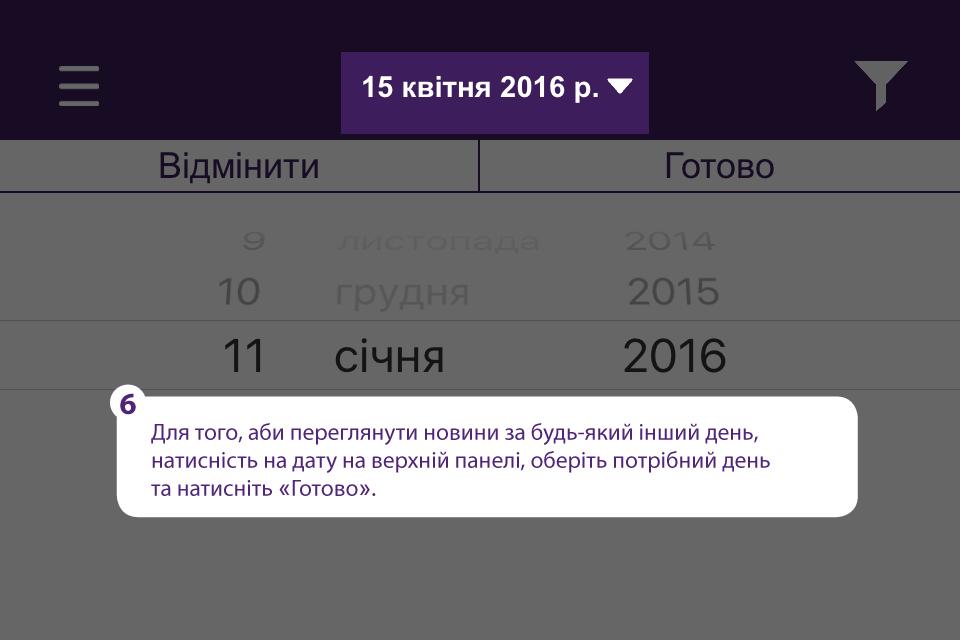 15 квітня 2016 р.
Відмінити Готово
9 листопада 2014
10 грудня 2015
11 січня 2016
6
Для того, аби переглянути новини за будь-який інший день,
натисність на дату на верхній панелі, оберіть потрібний день
та натисніть «Готово».